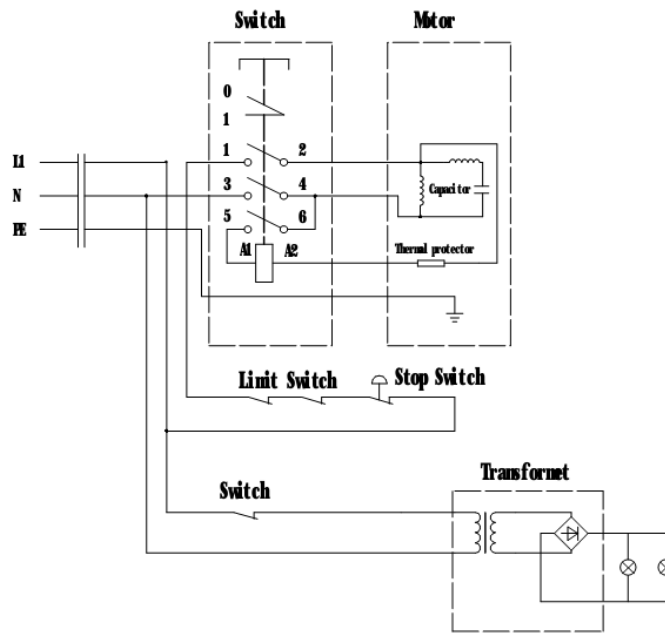 Switch Motor
0
1
1 2
L1
3 4
N
Capacitor
5 6
PE
A1 A2
Thermal protector
Limit Switch Stop Switch
Transfornet
Switch